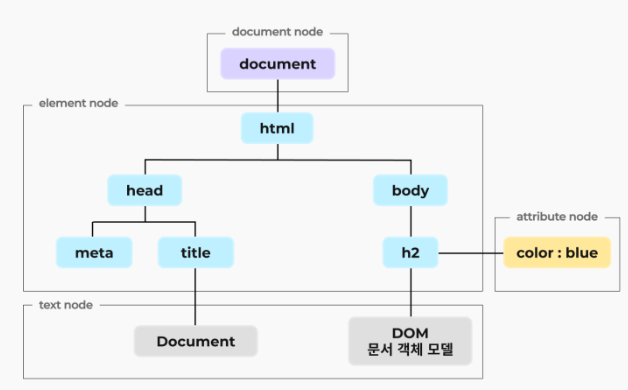 document node
document
element node
html
head
body
attribute node
meta
title
h2
color : blue
text node
Document
DOM
문서 객체 모델